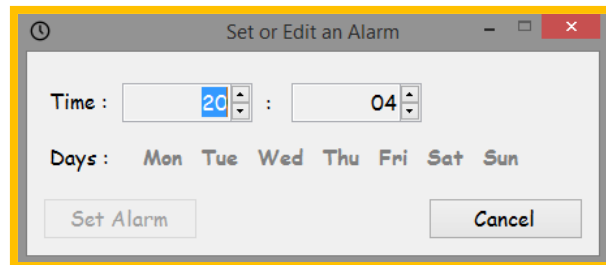 Set or Edit an Alarm
Time : 20 : 04
Days : Mon Tue Wed Thu Fri Sat Sun
Set Alarm Cancel